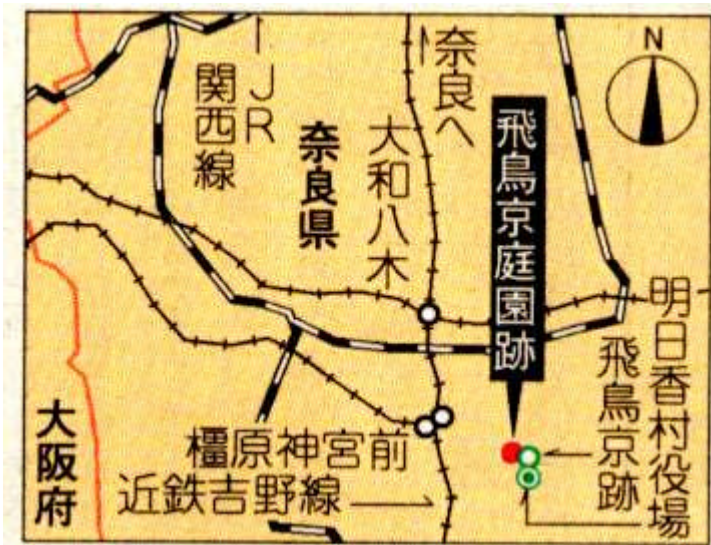 N
奈良へ
JR関西線
奈良県
大和八木
飛鳥京庭園跡
明日香村役場
飛鳥京跡
橿原神宮前
近鉄吉野線
大阪府